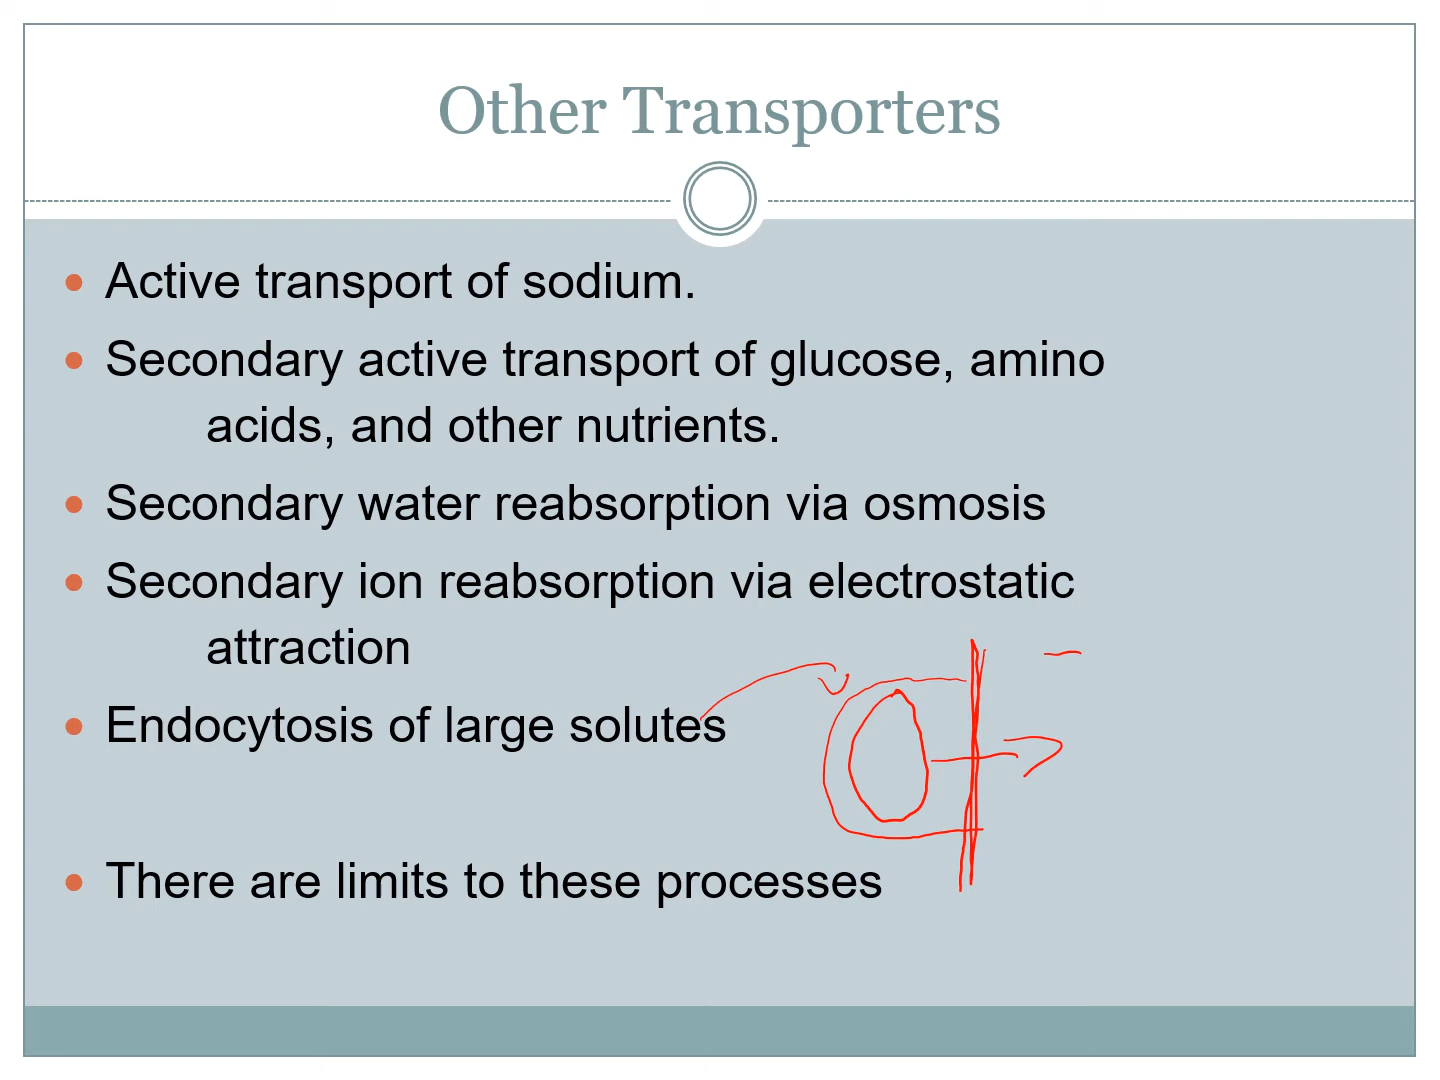 Other Transporters
Active transport of sodium.
Secondary active transport of glucose, amino
acids, and other nutrients.
Secondary water reabsorption via osmosis
Secondary ion reabsorption via electrostatic
attraction
Endocytosis of large solutes
There are limits to these processes